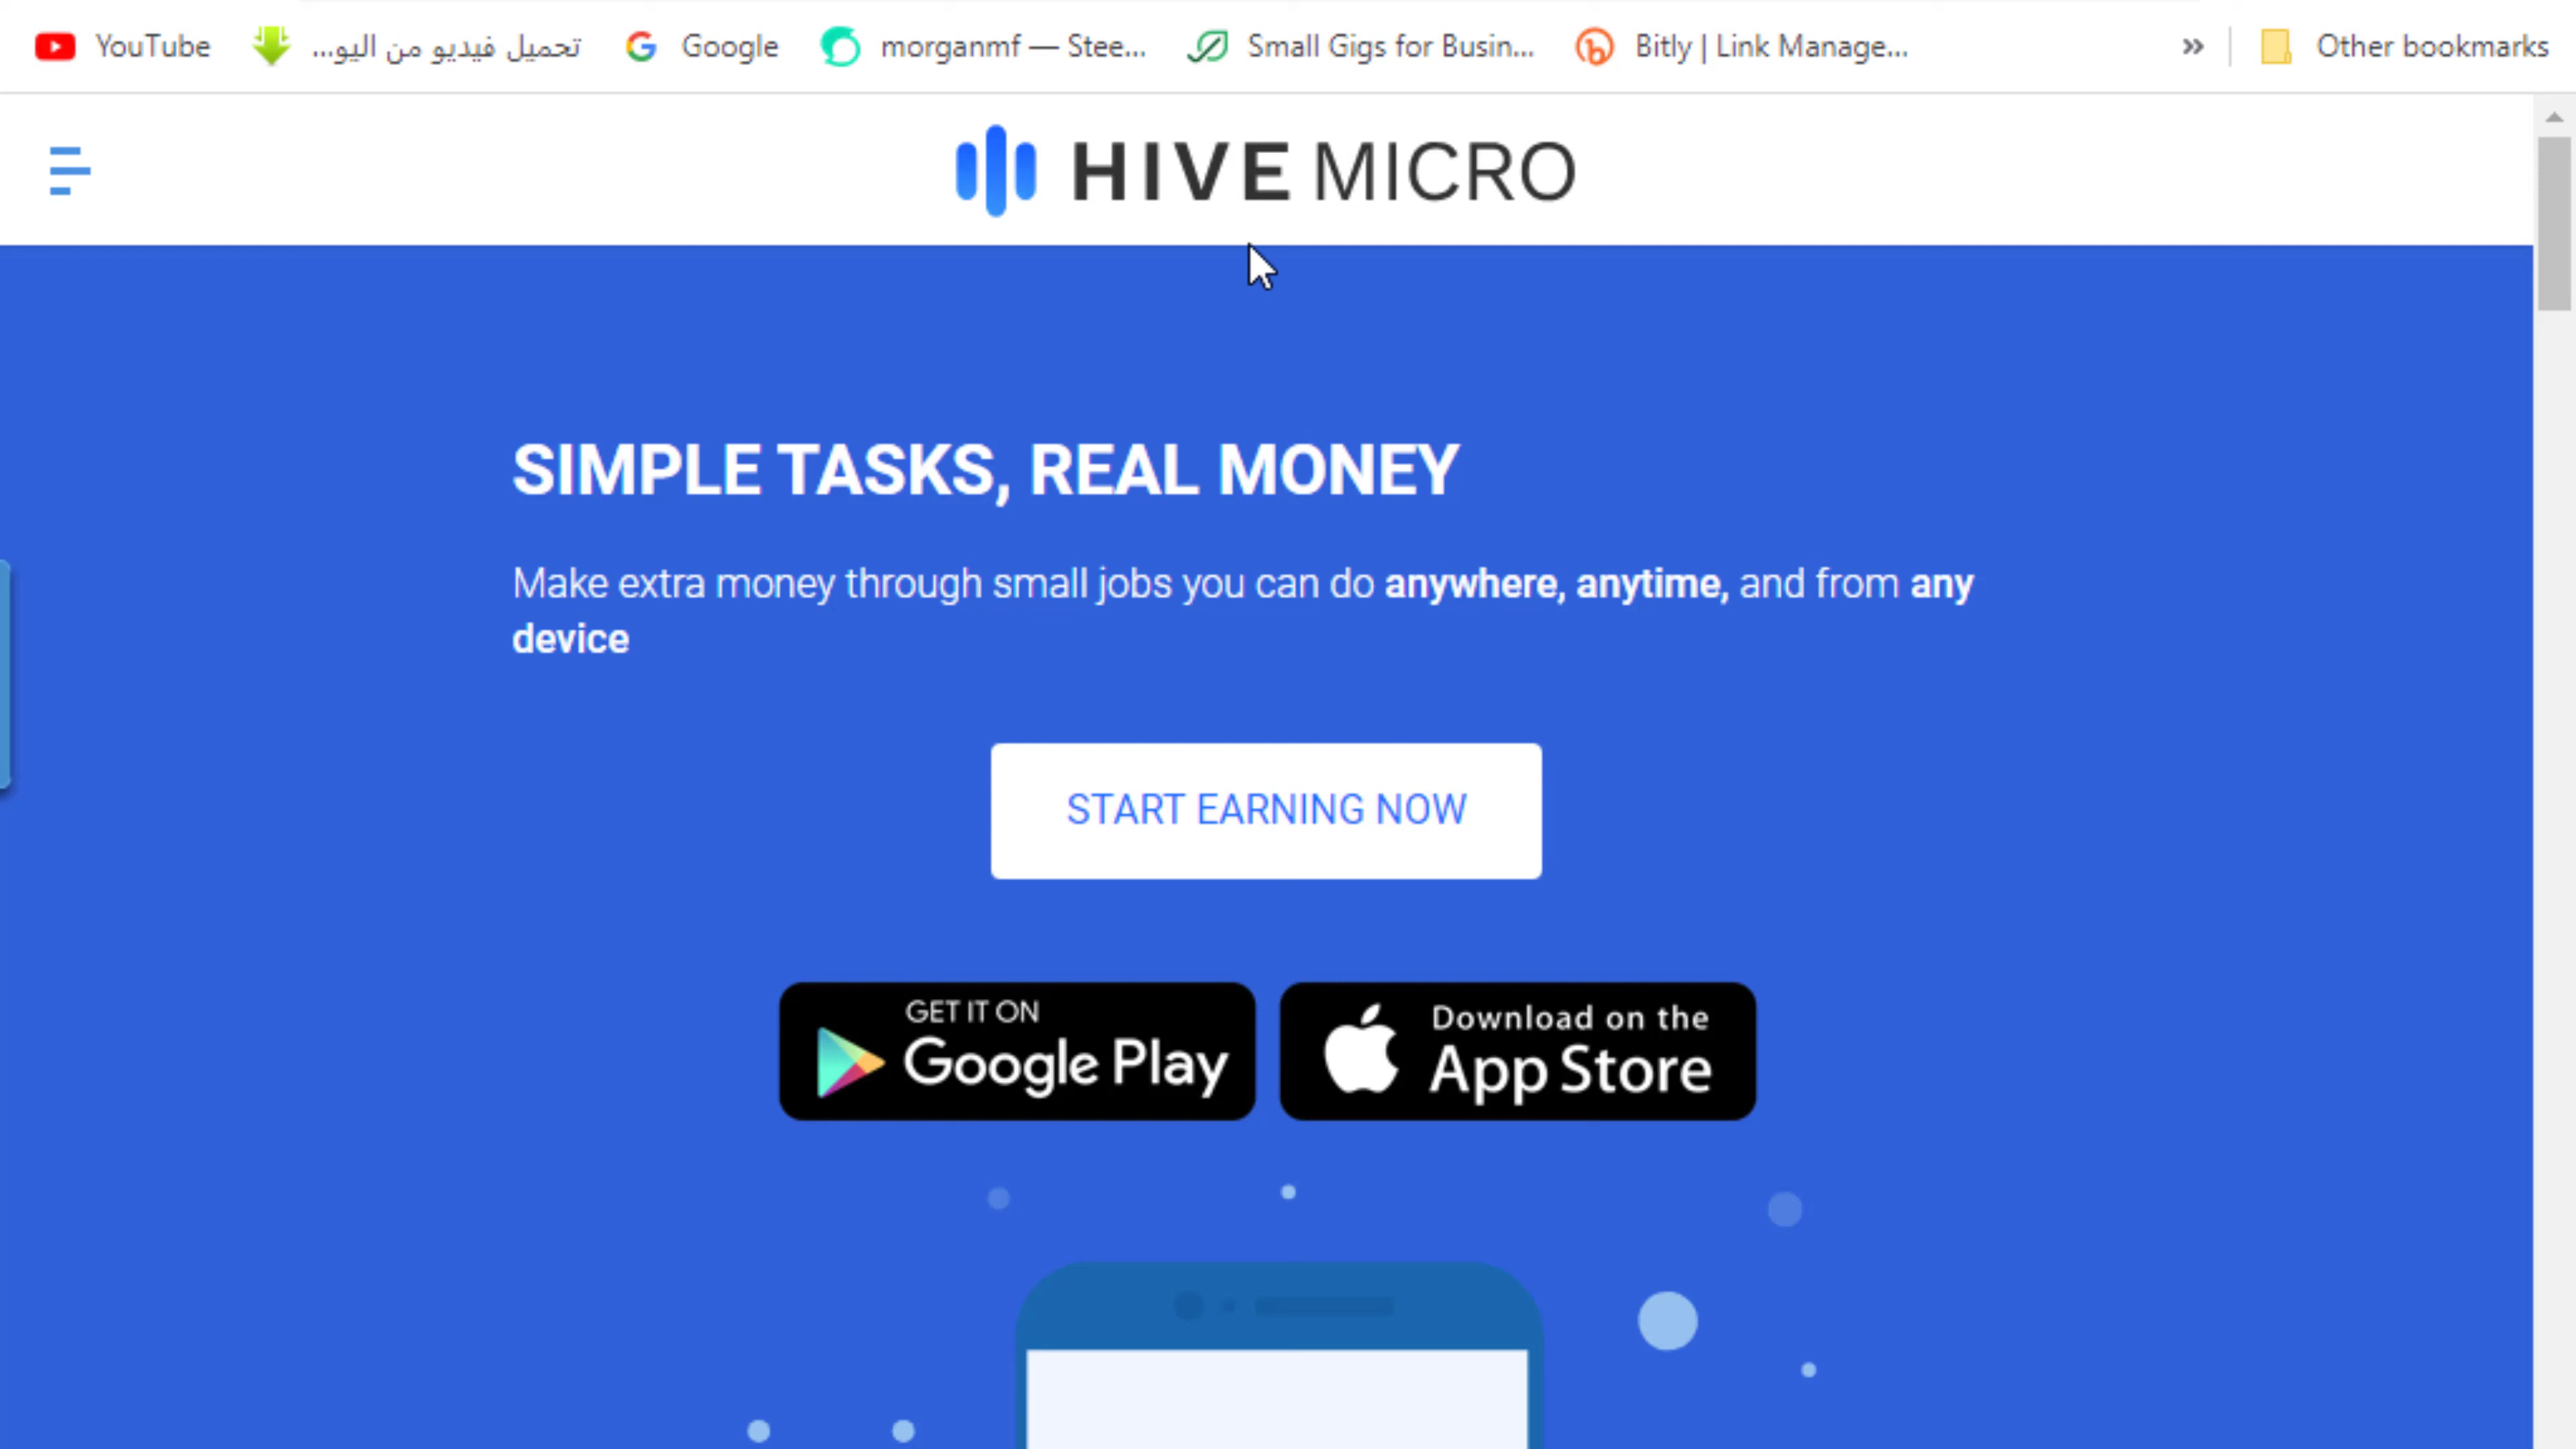 YouTube
تحميل فيديو من اليو...
Google
morganmf — Stee...
Small Gigs for Busin...
Bitly | Link Manage...
»
Other bookmarks
HIVE MICRO
SIMPLE TASKS, REAL MONEY
Make extra money through small jobs you can do anywhere, anytime, and from any
device
START EARNING NOW
GET IT ON
Google Play
Download on the
App Store